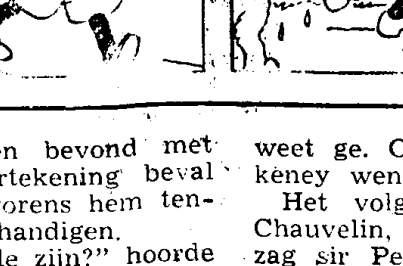 en bevond met
rtekening beval
vorens hem ten-
handigen.
le zijn?" hoorde
weet ge. C
keney wen
Het volg
Chauvelin,
zag sir Pe